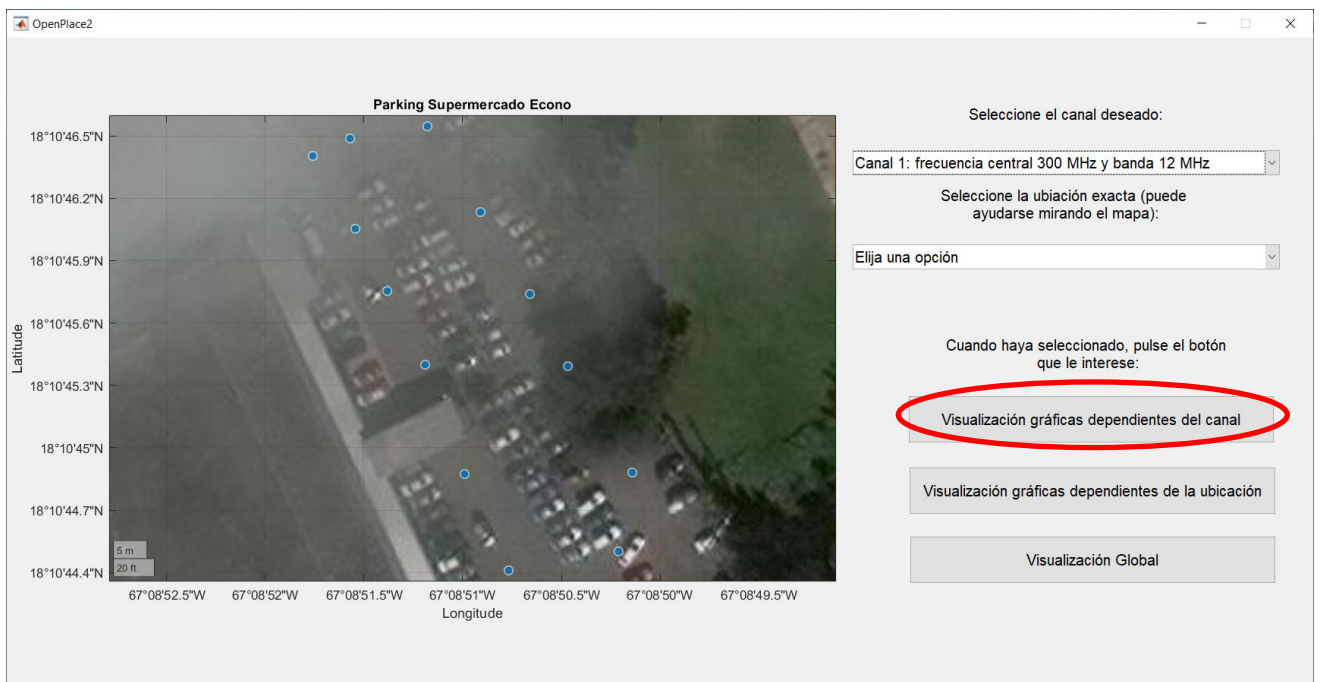 OpenPlace2
Parking Supermercado Econo
18°10'46.5"N
18°10'46.2"N
18°10'45.9"N
18°10'45.6"N
18°10'45.3"N
18°10'45"N
18°10'44.7"N
18°10'44.4"N
Latitude
5 m
20 ft
67°08'52.5"W
67°08'52"W
67°08'51.5"W
67°08'51"W
67°08'50.5"W
67°08'50"W
67°08'49.5"W
Longitude
Seleccione el canal deseado:
Canal 1: frecuencia central 300 MHz y banda 12 MHz
Seleccione la ubiación exacta (puede
ayudarse mirando el mapa):
Elija una opción
Cuando haya seleccionado, pulse el botón
que le interese:
Visualización gráficas dependientes del canal
Visualización gráficas dependientes de la ubicación
Visualización Global